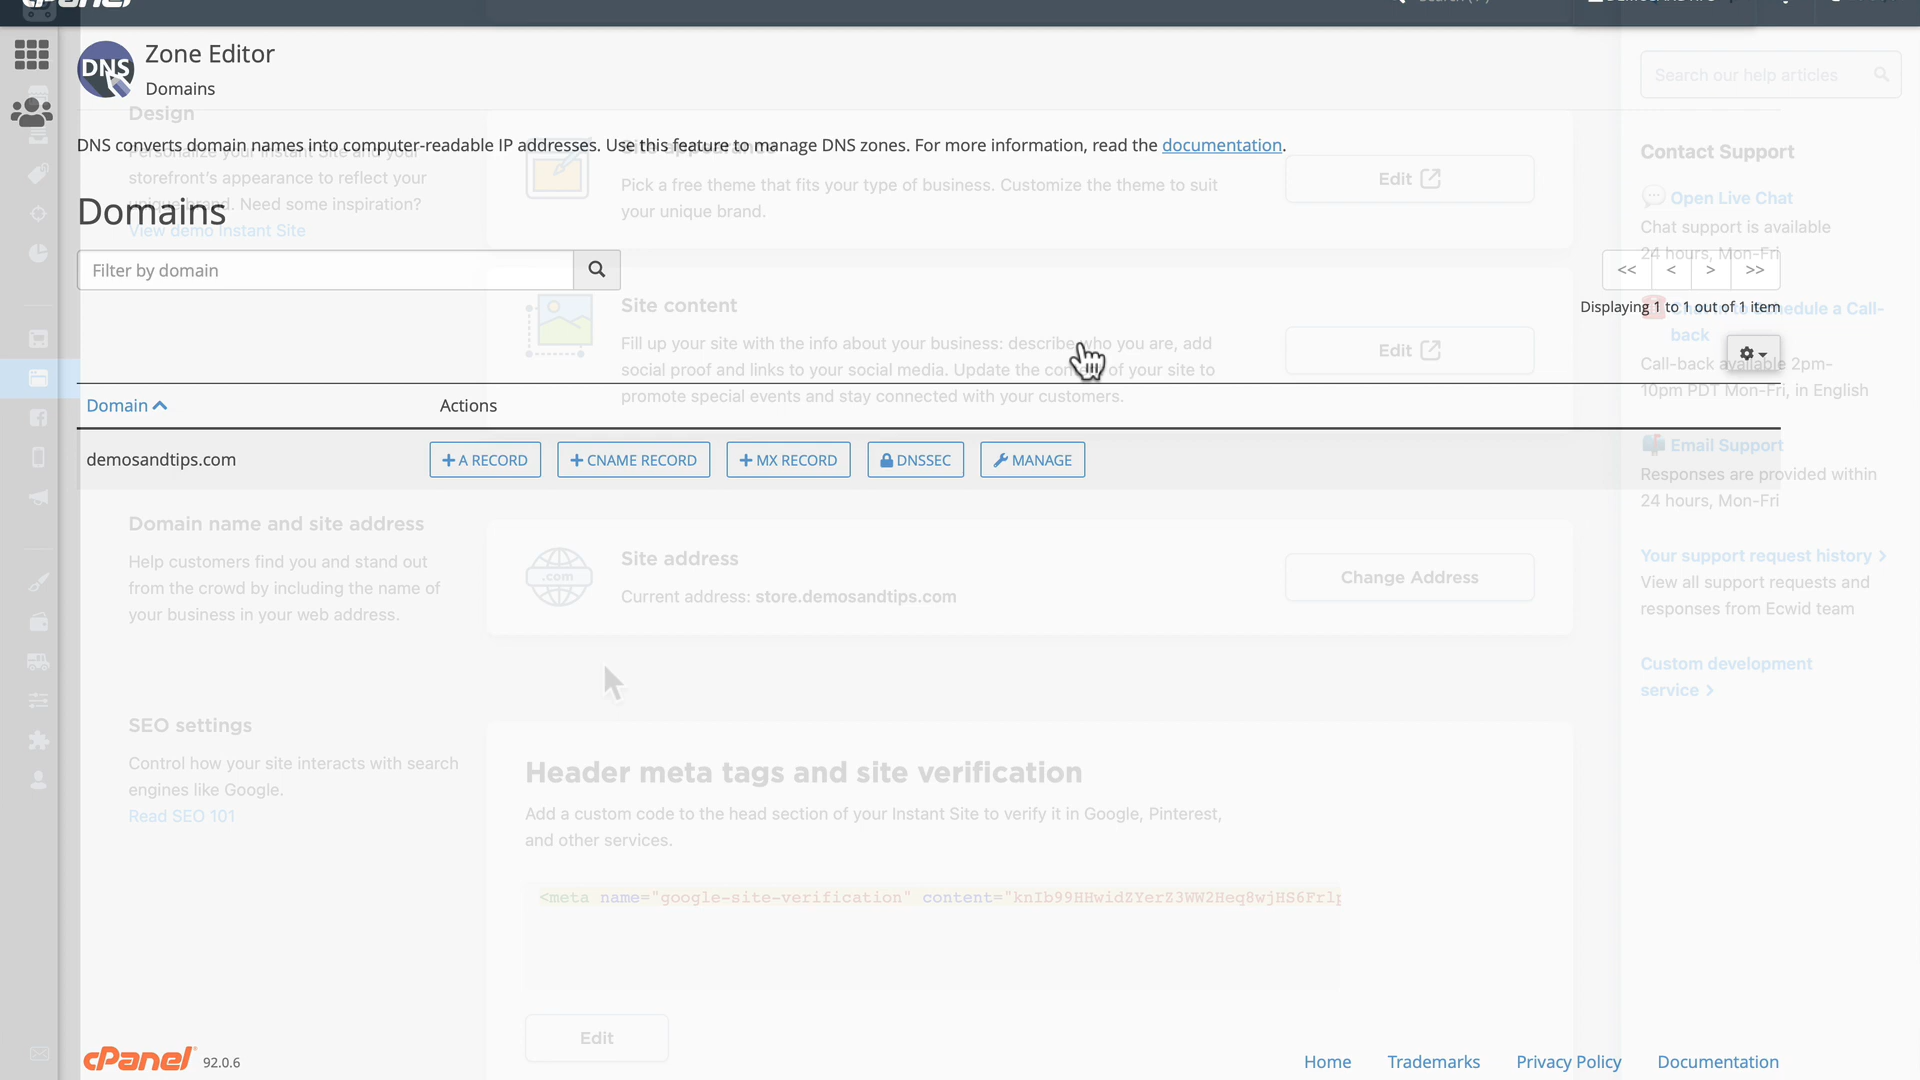 cPanel
DNS
Zone Editor
Domains
DNS converts domain names into computer-readable IP addresses. Use this feature to manage DNS zones. For more information, read the documentation.
Domains
Filter by domain
<< < > >>
Displaying 1 to 1 out of 1 item
Domain Actions
demosandtips.com A RECORD CNAME RECORD MX RECORD DNSSEC MANAGE
cPanel 92.0.6
Home Trademarks Privacy Policy Documentation
Design
Personalize your Instant Site and your
storefront's appearance to reflect your
unique brand. Need some inspiration?
View demo Instant Site
Site appearance
Pick a free theme that fits your type of business. Customize the theme to suit
your unique brand.
Edit
Site content
Fill up your site with the info about your business: describe who you are, add
social proof and links to your social media. Update the content of your site to
promote special events and stay connected with your customers.
Edit
Domain name and site address
Help customers find you and stand out
from the crowd by including the name of
your business in your web address.
.com
Site address
Current address: store.demosandtips.com
Change Address
SEO settings
Control how your site interacts with search
engines like Google.
Read SEO 101
Header meta tags and site verification
Add a custom code to the head section of your Instant Site to verify it in Google, Pinterest,
and other services.
<meta name="google-site-verification" content="knIb99HHwidZYerZ3WW2Heq8wjHS6Frlp
Edit
Search our help articles
Contact Support
Open Live Chat
Chat support is available
24 hours, Mon-Fri
to Schedule a Call-
back
Call-back available 2pm-
10pm PDT Mon-Fri, in English
Email Support
Responses are provided within
24 hours, Mon-Fri
Your support request history >
View all support requests and
responses from Ecwid team
Custom development
service >